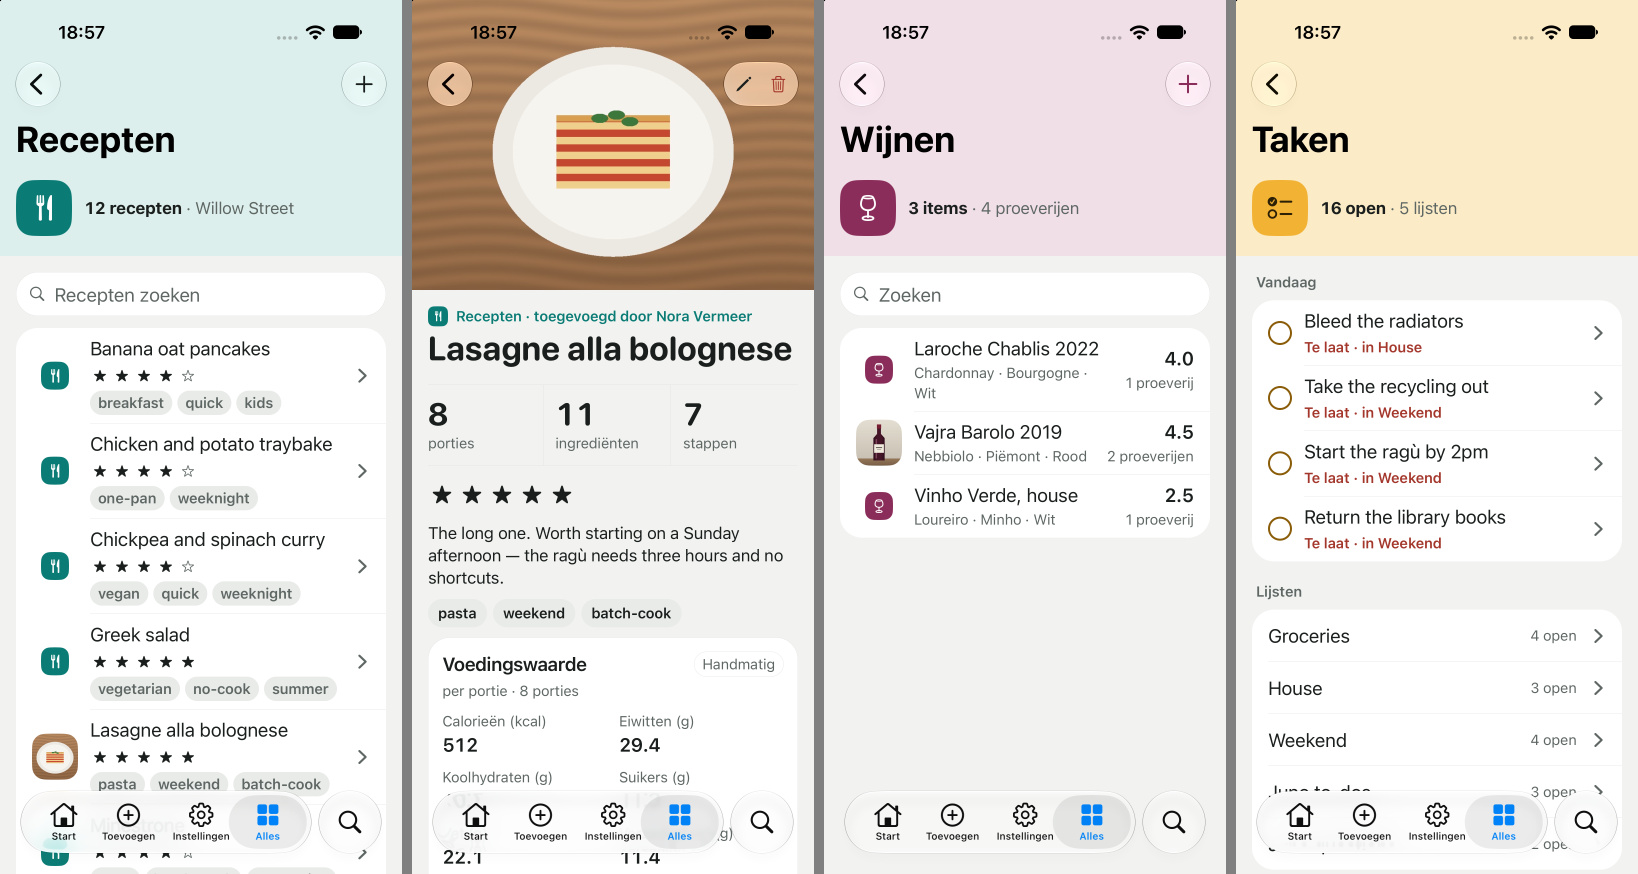 18:57
Recepten
12 recepten · Willow Street
Recepten zoeken
Banana oat pancakes
★ ★ ★ ★ ☆
breakfast quick kids
Chicken and potato traybake
★ ★ ★ ★ ☆
one-pan weeknight
Chickpea and spinach curry
★ ★ ★ ★ ☆
vegan quick weeknight
Greek salad
★ ★ ★ ★ ★
vegetarian no-cook summer
Lasagne alla bolognese
★ ★ ★ ★ ★
pasta weekend batch-cook
Start Toevoegen Instellingen Alles
18:57
Recepten · toegevoegd door Nora Vermeer
Lasagne alla bolognese
8 11 7
porties ingrediënten stappen
★ ★ ★ ★ ★
The long one. Worth starting on a Sunday
afternoon — the ragù needs three hours and no
shortcuts.
pasta weekend batch-cook
Voedingswaarde Handmatig
per portie · 8 porties
Calorieën (kcal) Eiwitten (g)
512 29.4
Koolhydraten (g) Suikers (g)
Start Toevoegen Instellingen Alles
22.1 11.4
18:57
Wijnen
3 items · 4 proeverijen
Zoeken
Laroche Chablis 2022 4.0
Chardonnay · Bourgogne · 1 proeverij
Wit
Vajra Barolo 2019 4.5
Nebbiolo · Piëmont · Rood 2 proeverijen
Vinho Verde, house 2.5
Loureiro · Minho · Wit 1 proeverij
Start Toevoegen Instellingen Alles
18:57
Taken
16 open · 5 lijsten
Vandaag
Bleed the radiators
Te laat · in House
Take the recycling out
Te laat · in Weekend
Start the ragù by 2pm
Te laat · in Weekend
Return the library books
Te laat · in Weekend
Lijsten
Groceries 4 open
House 3 open
Weekend 4 open
3 open
Start Toevoegen Instellingen Alles